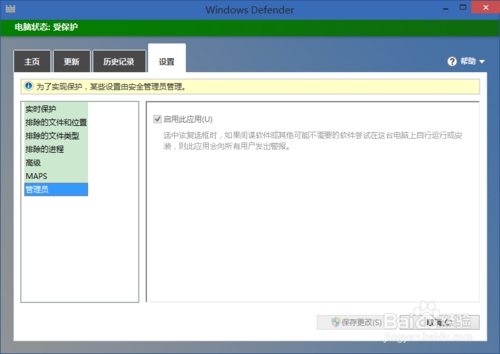 Windows Defender
电脑状态: 受保护
主页
更新
历史记录
设置
帮助
为了实现保护，某些设置由安全管理员管理。
实时保护
排除的文件和位置
排除的文件类型
排除的进程
高级
MAPS
管理员
启用此应用(U)
选中该复选框时，如果间谍软件或其他可能不需要的软件尝试在这台电脑上自行运行或安
装，则此应用会向所有用户发出警报。
保存更改(S)
Baidu 经验